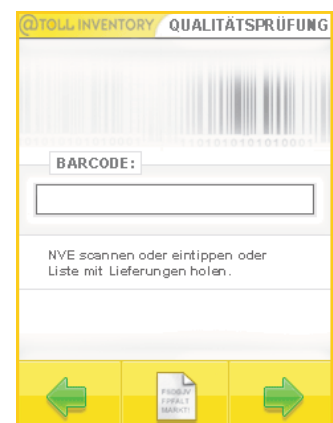 @TOLL INVENTORY QUALITÄTSPRÜFUNG
BARCODE:
NVE scannen oder eintippen oder
Liste mit Lieferungen holen.